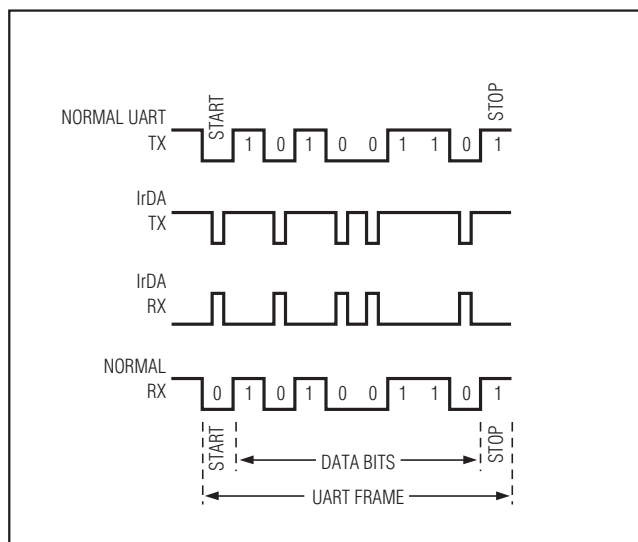 NORMAL UART
TX
START
1 0 1 0 0 1 1 0 1
STOP
IrDA
TX
IrDA
RX
NORMAL
RX
0 1 0 1 0 0 1 1 0 1
START
DATA BITS
STOP
UART FRAME